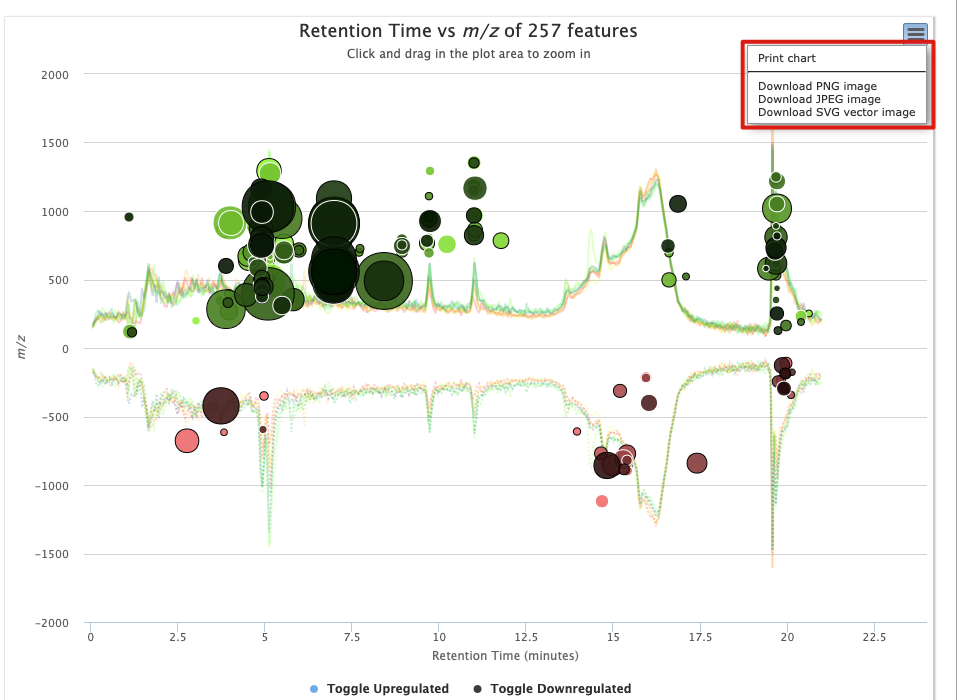 Retention Time vs m/z of 257 features
Click and drag in the plot area to zoom in
Print chart
Download PNG image
Download JPEG image
Download SVG vector image
2000
1500
1000
500
0
−500
−1000
−1500
−2000
m/z
0 2.5 5 7.5 10 12.5 15 17.5 20 22.5
Retention Time (minutes)
Toggle Upregulated Toggle Downregulated